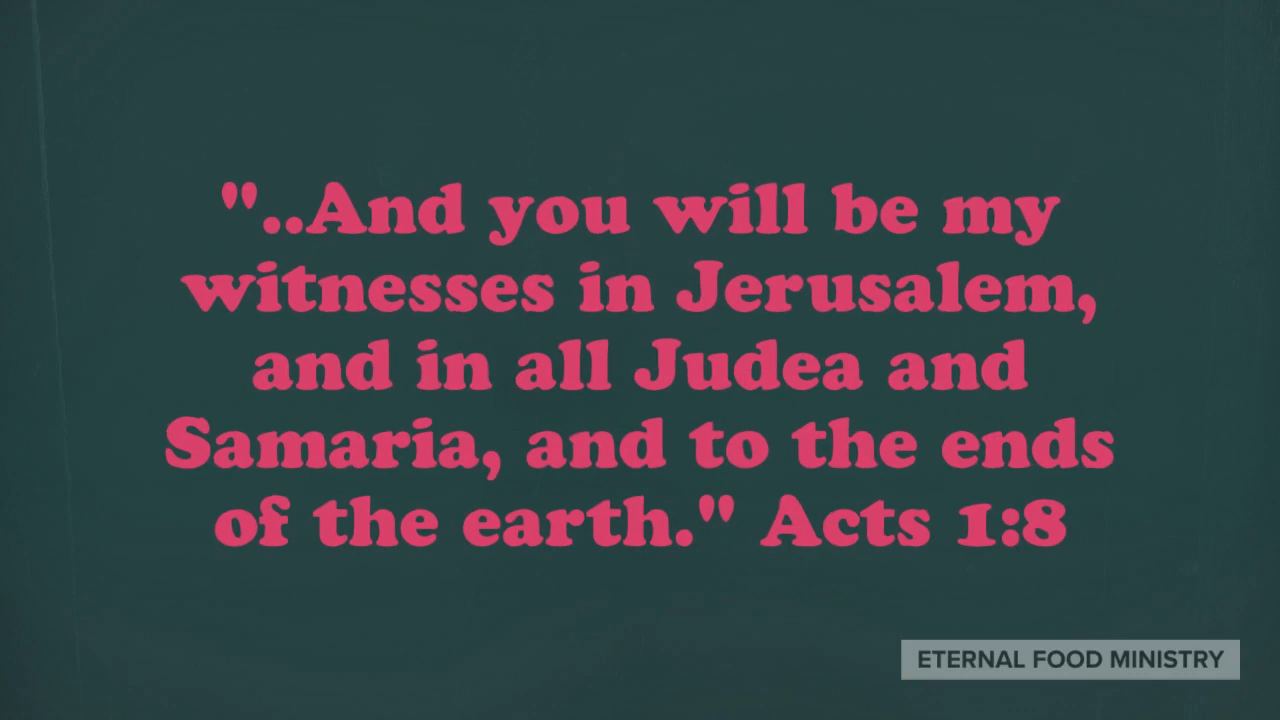 "..And you will be my
witnesses in Jerusalem,
and in all Judea and
Samaria, and to the ends
of the earth." Acts 1:8
ETERNAL FOOD MINISTRY